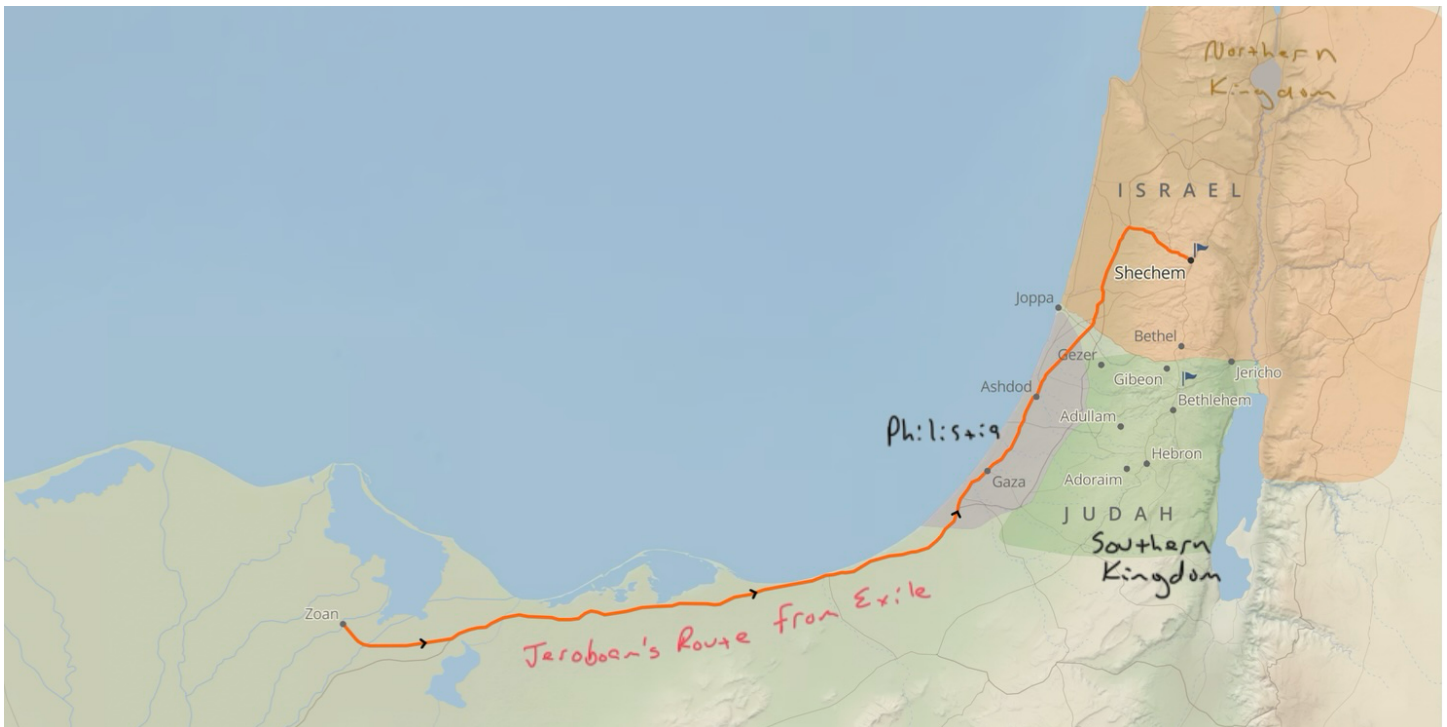 Northern
Kingdom
ISRAEL
Shechem
Joppa
Bethel
Gezer
Jericho
Gibeon
Ashdod
Bethlehem
Adullam
Philistia
Hebron
Adoraim
Gaza
JUDAH
Southern
Kingdom
Zoan
Jeroboam's Route from Exile